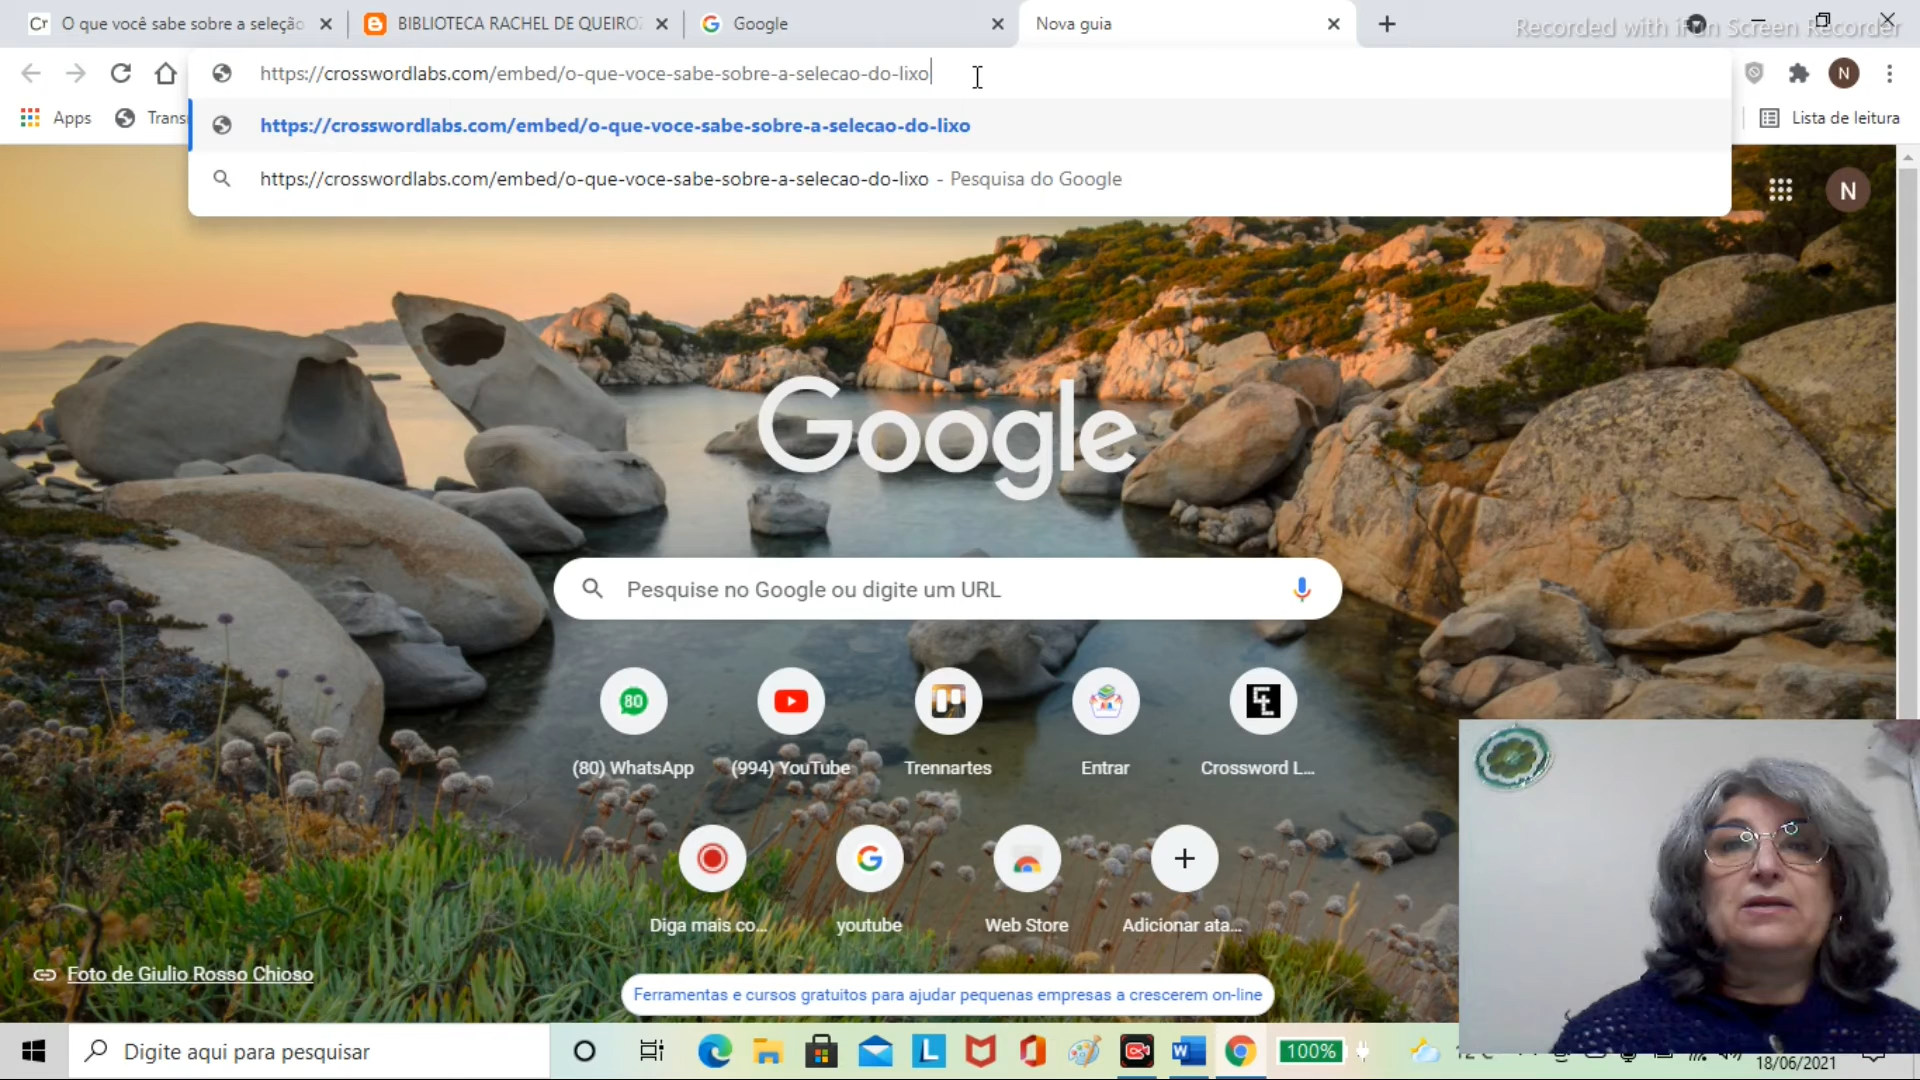 Cr O que você sabe sobre a seleção
BIBLIOTECA RACHEL DE QUEIROZ
Google
Nova guia
Recorded with iFun Screen Recorder
https://crosswordlabs.com/embed/o-que-voce-sabe-sobre-a-selecao-do-lixo
N
Apps
Trans
https://crosswordlabs.com/embed/o-que-voce-sabe-sobre-a-selecao-do-lixo
Lista de leitura
https://crosswordlabs.com/embed/o-que-voce-sabe-sobre-a-selecao-do-lixo - Pesquisa do Google
N
Google
Pesquise no Google ou digite um URL
80
(80) WhatsApp
(994) YouTube
Trennartes
Entrar
Crossword L...
Diga mais co...
youtube
Web Store
Adicionar ata...
Foto de Giulio Rosso Chioso
Ferramentas e cursos gratuitos para ajudar pequenas empresas a crescerem on-line
Digite aqui para pesquisar
100%
18/06/2021